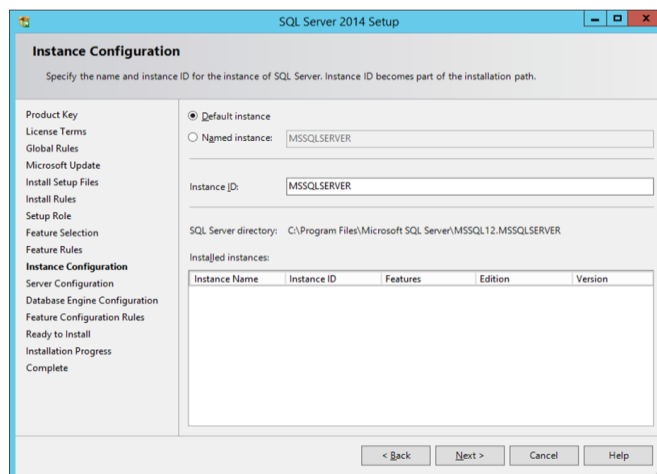 SQL Server 2014 Setup
Instance Configuration
Specify the name and instance ID for the instance of SQL Server. Instance ID becomes part of the installation path.
Product Key
License Terms
Global Rules
Microsoft Update
Install Setup Files
Install Rules
Setup Role
Feature Selection
Feature Rules
Instance Configuration
Server Configuration
Database Engine Configuration
Feature Configuration Rules
Ready to Install
Installation Progress
Complete
Default instance
Named instance: MSSQLSERVER
Instance ID: MSSQLSERVER
SQL Server directory: C:\Program Files\Microsoft SQL Server\MSSQL12.MSSQLSERVER
Installed instances:
Instance Name Instance ID Features Edition Version
< Back Next > Cancel Help